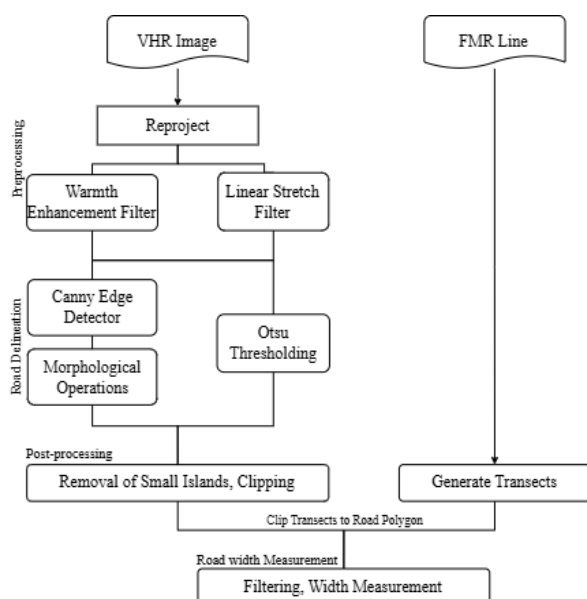 VHR Image
FMR Line
Reproject
Preprocessing
Warmth
Enhancement Filter
Linear Stretch
Filter
Road Delineation
Canny Edge
Detector
Morphological
Operations
Otsu
Thresholding
Post-processing
Removal of Small Islands, Clipping
Generate Transects
Clip Transects to Road Polygon
Road width Measurement
Filtering, Width Measurement